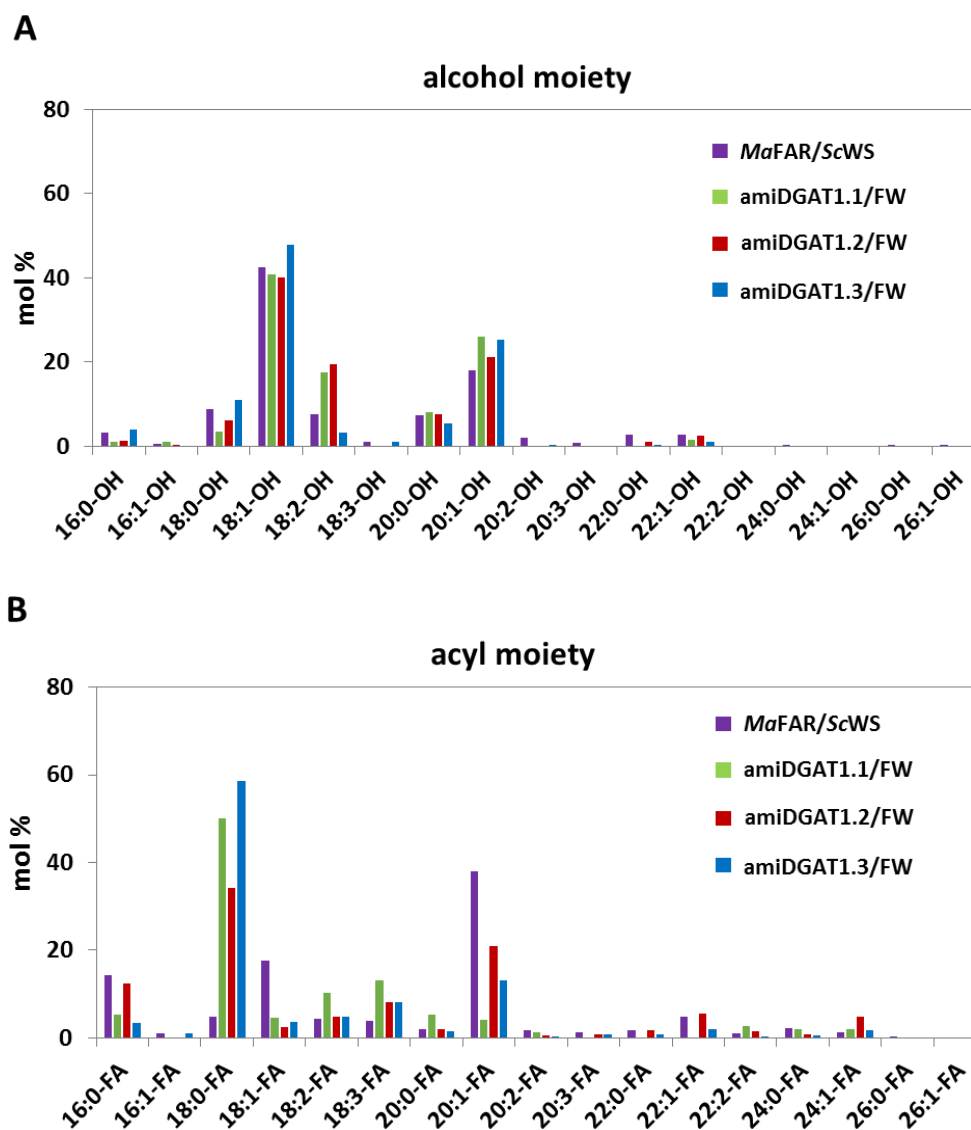 A
alcohol moiety
mol %
80
60
40
20
0
MaFAR/ScWS
amiDGAT1.1/FW
amiDGAT1.2/FW
amiDGAT1.3/FW
16:0-OH
16:1-OH
18:0-OH
18:1-OH
18:2-OH
18:3-OH
20:0-OH
20:1-OH
20:2-OH
20:3-OH
22:0-OH
22:1-OH
22:2-OH
24:0-OH
24:1-OH
26:0-OH
26:1-OH
B
acyl moiety
mol %
80
60
40
20
0
MaFAR/ScWS
amiDGAT1.1/FW
amiDGAT1.2/FW
amiDGAT1.3/FW
16:0-FA
16:1-FA
18:0-FA
18:1-FA
18:2-FA
18:3-FA
20:0-FA
20:1-FA
20:2-FA
20:3-FA
22:0-FA
22:1-FA
22:2-FA
24:0-FA
24:1-FA
26:0-FA
26:1-FA